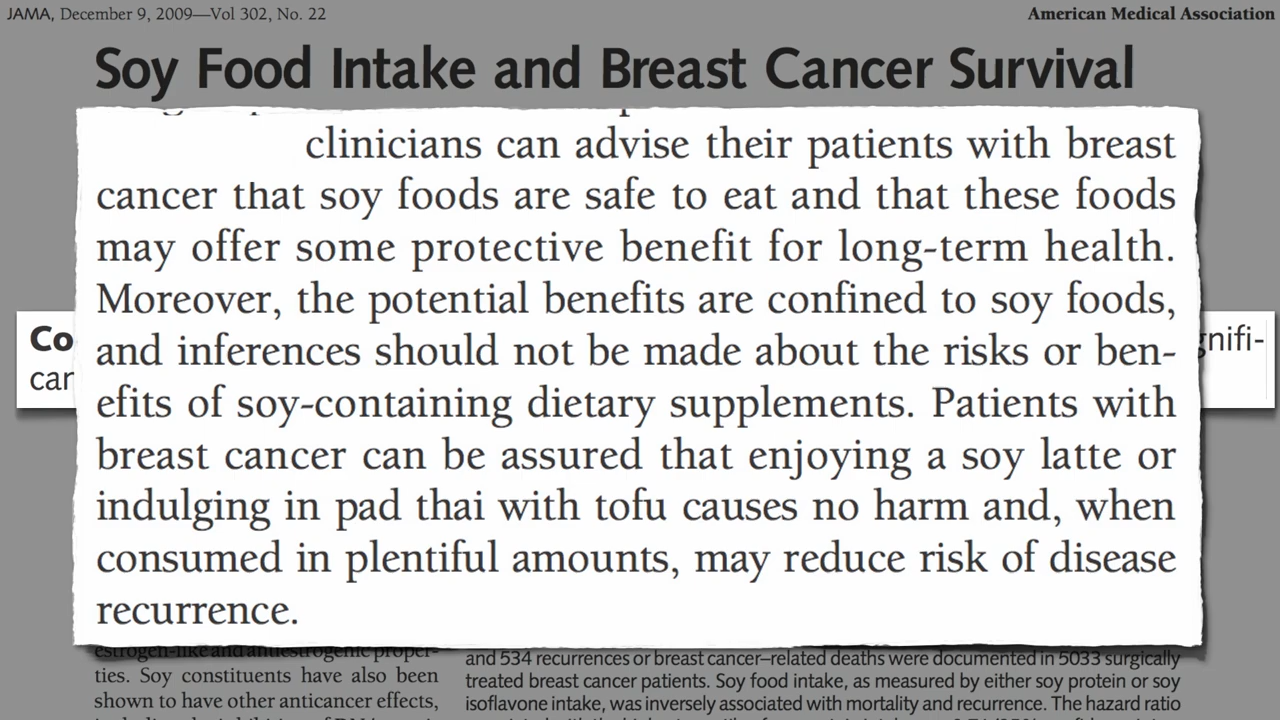 JAMA, December 9, 2009—Vol 302, No. 22
American Medical Association
Soy Food Intake and Breast Cancer Survival
clinicians can advise their patients with breast
cancer that soy foods are safe to eat and that these foods
may offer some protective benefit for long-term health.
Moreover, the potential benefits are confined to soy foods,
and inferences should not be made about the risks or ben-
efits of soy-containing dietary supplements. Patients with
breast cancer can be assured that enjoying a soy latte or
indulging in pad thai with tofu causes no harm and, when
consumed in plentiful amounts, may reduce risk of disease
recurrence.
estrogen-like and antiestrogenic proper-
ties. Soy constituents have also been
shown to have other anticancer effects,
and 534 recurrences or breast cancer–related deaths were documented in 5033 surgically
treated breast cancer patients. Soy food intake, as measured by either soy protein or soy
isoflavone intake, was inversely associated with mortality and recurrence. The hazard ratio